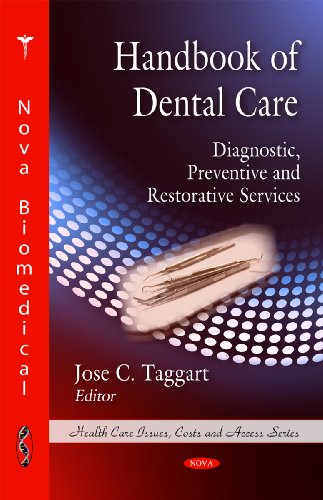 Nova Biomedical
Handbook of
Dental Care
Diagnostic,
Preventive and
Restorative Services
Jose C. Taggart
Editor
Health Care Issues, Costs and Access Series
NOVA